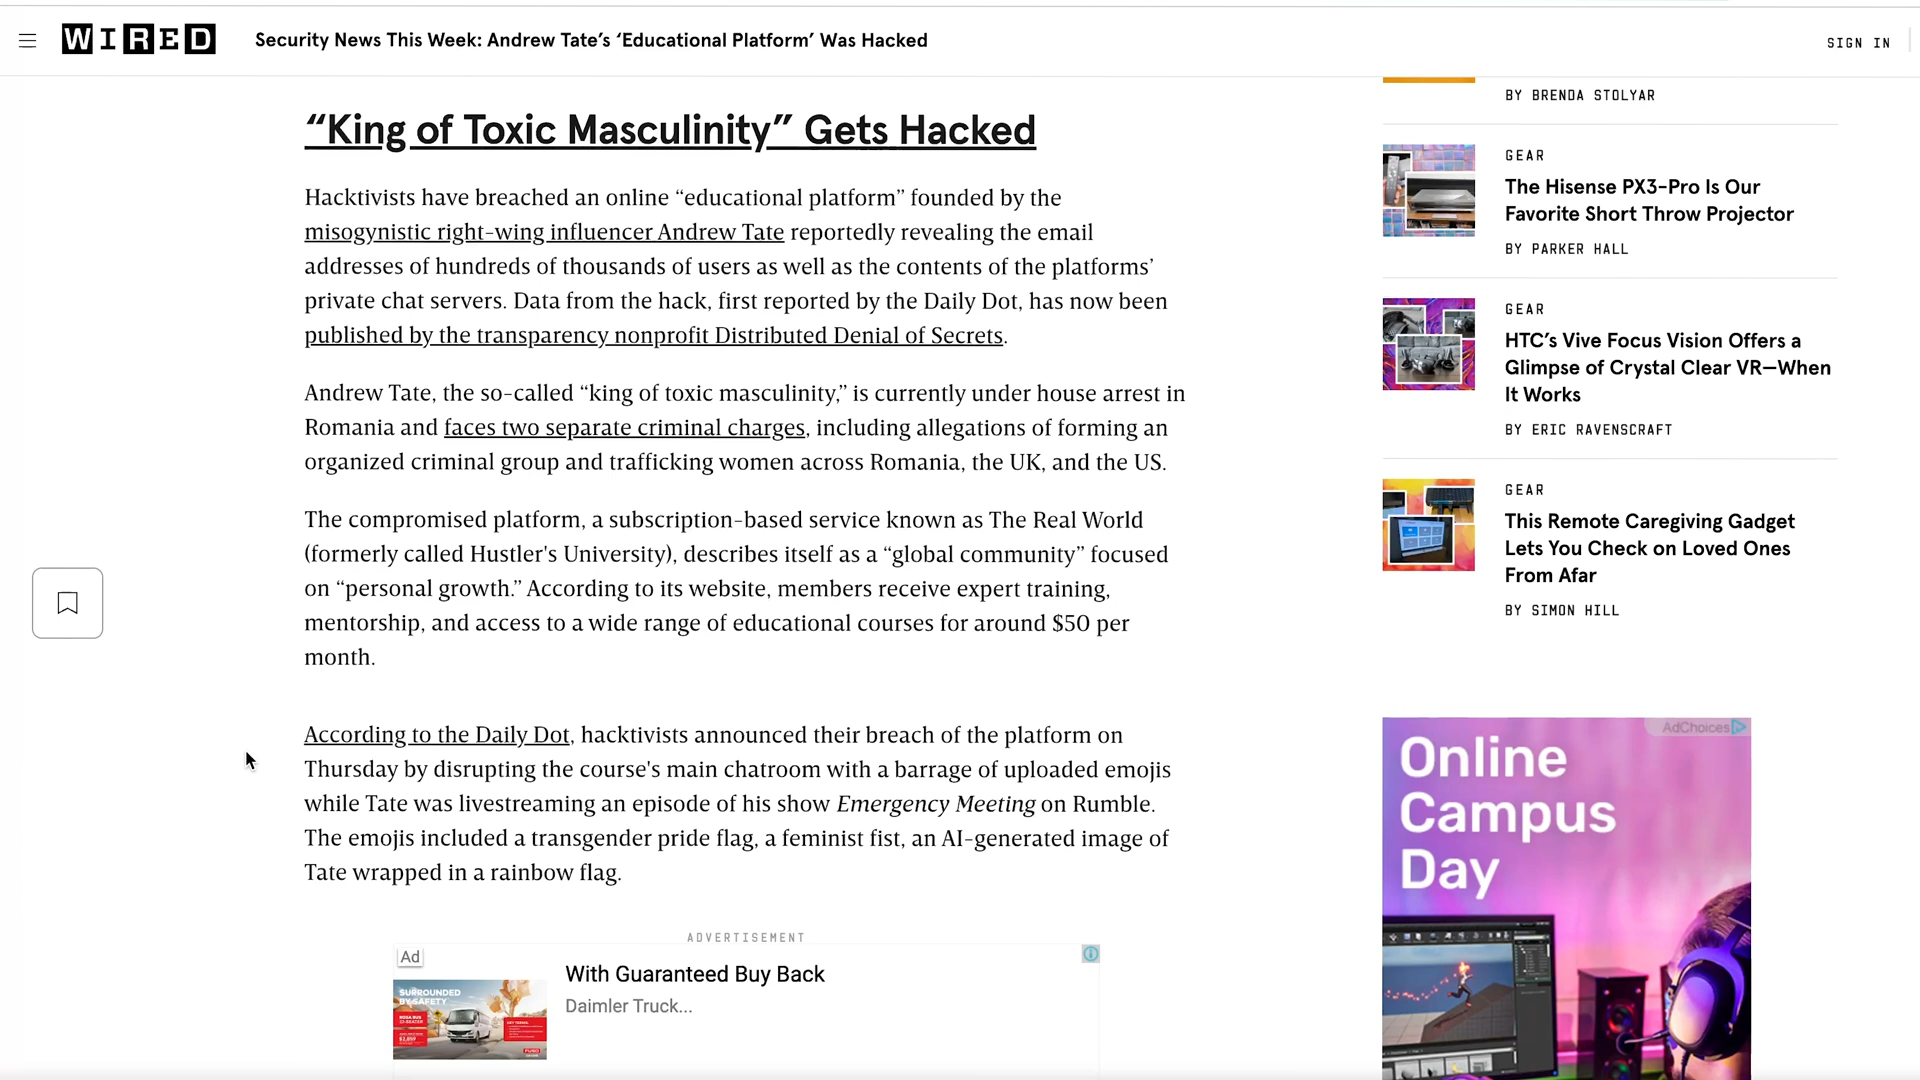 WIRED
Security News This Week: Andrew Tate’s ‘Educational Platform’ Was Hacked
SIGN IN
“King of Toxic Masculinity” Gets Hacked
Hacktivists have breached an online “educational platform” founded by the
misogynistic right-wing influencer Andrew Tate reportedly revealing the email
addresses of hundreds of thousands of users as well as the contents of the platforms’
private chat servers. Data from the hack, first reported by the Daily Dot, has now been
published by the transparency nonprofit Distributed Denial of Secrets.
Andrew Tate, the so-called “king of toxic masculinity,” is currently under house arrest in
Romania and faces two separate criminal charges, including allegations of forming an
organized criminal group and trafficking women across Romania, the UK, and the US.
The compromised platform, a subscription-based service known as The Real World
(formerly called Hustler's University), describes itself as a “global community” focused
on “personal growth.” According to its website, members receive expert training,
mentorship, and access to a wide range of educational courses for around $50 per
month.
According to the Daily Dot, hacktivists announced their breach of the platform on
Thursday by disrupting the course's main chatroom with a barrage of uploaded emojis
while Tate was livestreaming an episode of his show Emergency Meeting on Rumble.
The emojis included a transgender pride flag, a feminist fist, an AI-generated image of
Tate wrapped in a rainbow flag.
ADVERTISEMENT
Ad
SURROUNDED
BY SAFETY
With Guaranteed Buy Back
Daimler Truck...
BY BRENDA STOLYAR
GEAR
The Hisense PX3-Pro Is Our
Favorite Short Throw Projector
BY PARKER HALL
GEAR
HTC’s Vive Focus Vision Offers a
Glimpse of Crystal Clear VR—When
It Works
BY ERIC RAVENSCRAFT
GEAR
This Remote Caregiving Gadget
Lets You Check on Loved Ones
From Afar
BY SIMON HILL
AdChoices
Online
Campus
Day